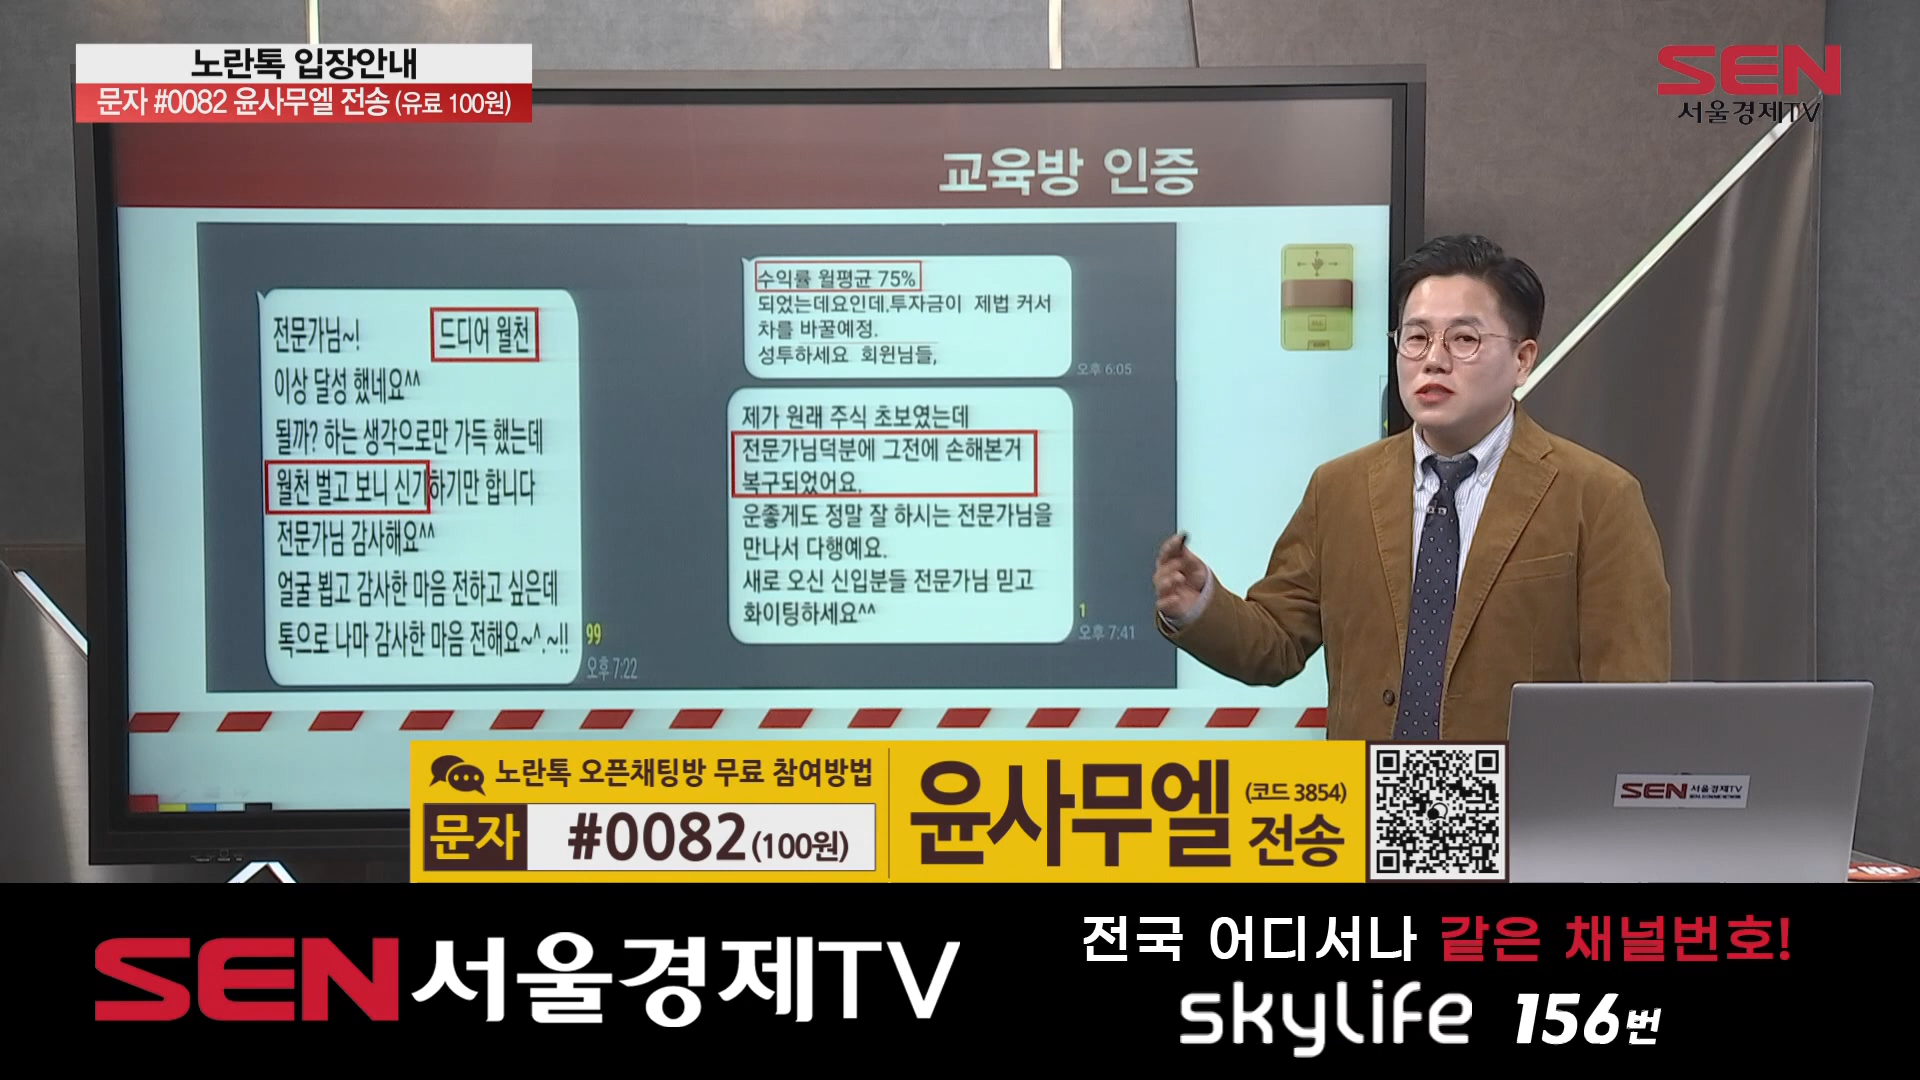 노란톡 입장안내
문자 #0082 윤사무엘 전송 (유료 100원)
SEN
서울경제TV
교육방 인증
전문가님~! 드디어 월천
이상 달성 했네요^^
될까? 하는 생각으로만 가득 했는데
월천 벌고 보니 신기하기만 합니다
전문가님 감사해요^^
얼굴 뵙고 감사한 마음 전하고 싶은데
톡으로 나마 감사한 마음 전해요~^.~!!
99
오후 7:22
수익률 월평균 75%
되었는데요인데.투자금이 제법 커서
차를 바꿀예정.
성투하세요 회원님들,
오후 6:05
제가 원래 주식 초보였는데
전문가님덕분에 그전에 손해본거
복구되었어요.
운좋게도 정말 잘 하시는 전문가님을
만나서 다행예요.
새로 오신 신입분들 전문가님 믿고
화이팅하세요^^
1
오후 7:41
노란톡 오픈채팅방 무료 참여방법
문자 #0082 (100원)
윤사무엘 (코드 3854) 전송
SEN 서울경제TV
SEN 서울경제TV
전국 어디서나 같은 채널번호!
skylife 156번